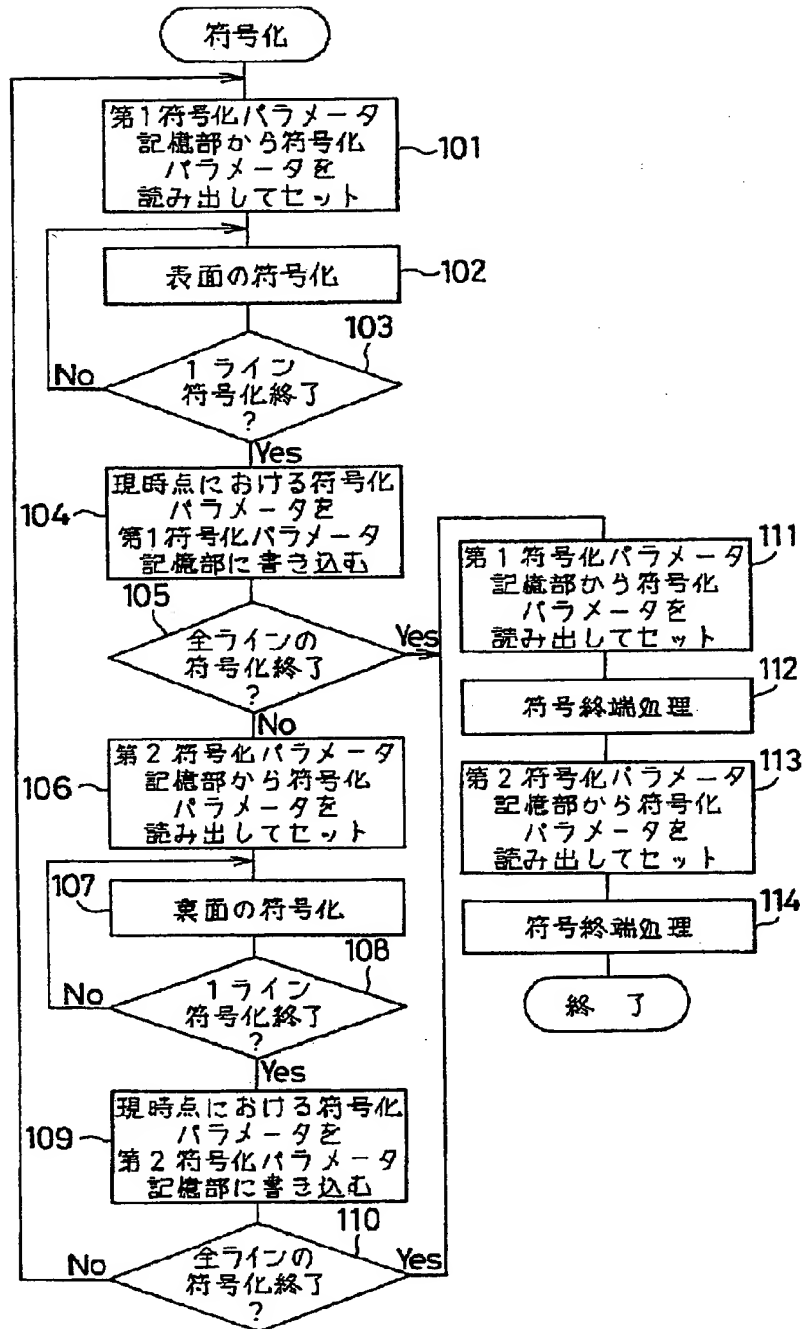 符号化
第1符号化パラメータ
記憶部から符号化
パラメータを
読み出してセット
101
表面の符号化
102
103
1ライン
符号化終了
?
No
Yes
104
現時点における符号化
パラメータを
第1符号化パラメータ
記憶部に書き込む
105
全ラインの
符号化終了
?
Yes
No
106
第2符号化パラメータ
記憶部から符号化
パラメータを
読み出してセット
107
裏面の符号化
108
1ライン
符号化終了
?
No
Yes
109
現時点における符号化
パラメータを
第2符号化パラメータ
記憶部に書き込む
110
全ラインの
符号化終了
?
No
Yes
111
第1符号化パラメータ
記憶部から符号化
パラメータを
読み出してセット
112
符号終端処理
113
第2符号化パラメータ
記憶部から符号化
パラメータを
読み出してセット
114
符号終端処理
終了